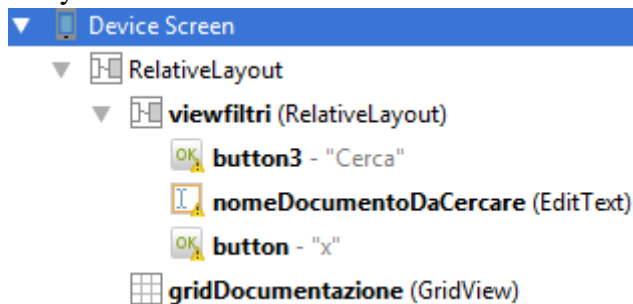 Device Screen
RelativeLayout
viewfiltri (RelativeLayout)
OK button3 - "Cerca"
nomeDocumentoDaCercare (EditText)
OK button - "x"
gridDocumentazione (GridView)